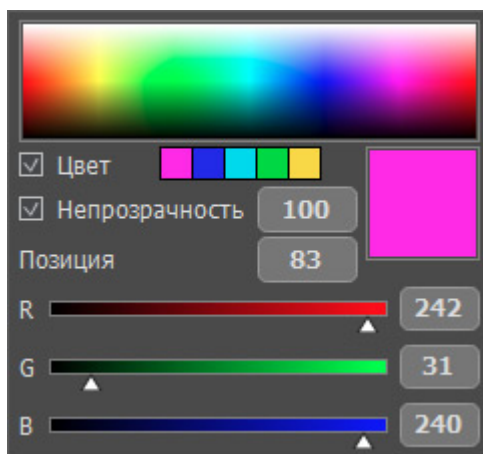 Цвет
Непрозрачность 100
Позиция 83
R 242
G 31
B 240